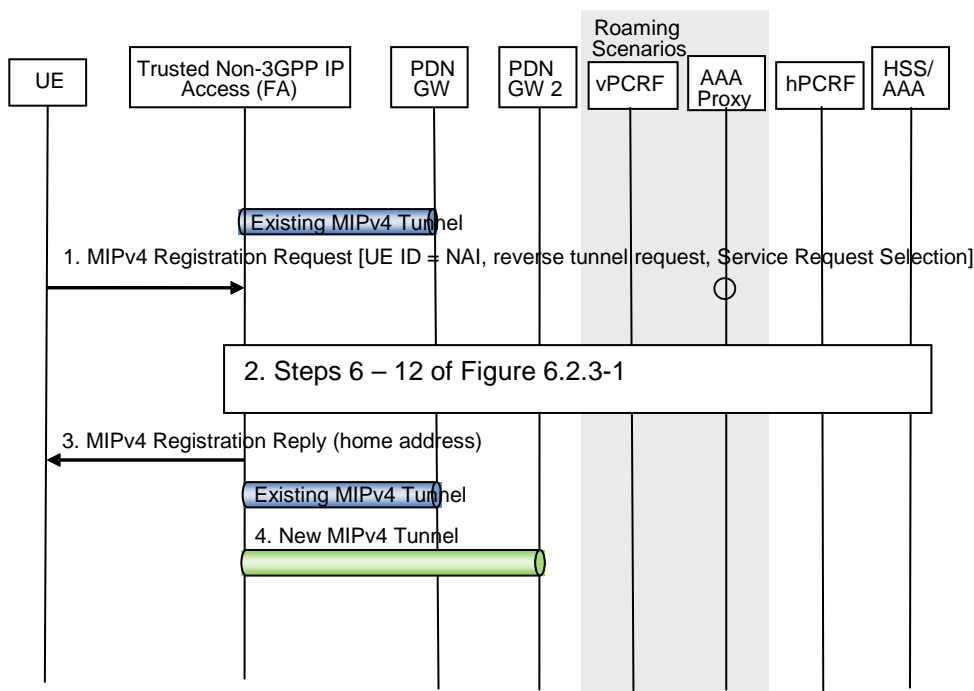 Roaming
Scenarios
UE
Trusted Non-3GPP IP
Access (FA)
PDN
GW
PDN
GW 2
vPCRF
AAA
Proxy
hPCRF
HSS/
AAA
Existing MIPv4 Tunnel
1. MIPv4 Registration Request [UE ID = NAI, reverse tunnel request, Service Request Selection]
2. Steps 6 – 12 of Figure 6.2.3-1
3. MIPv4 Registration Reply (home address)
Existing MIPv4 Tunnel
4. New MIPv4 Tunnel